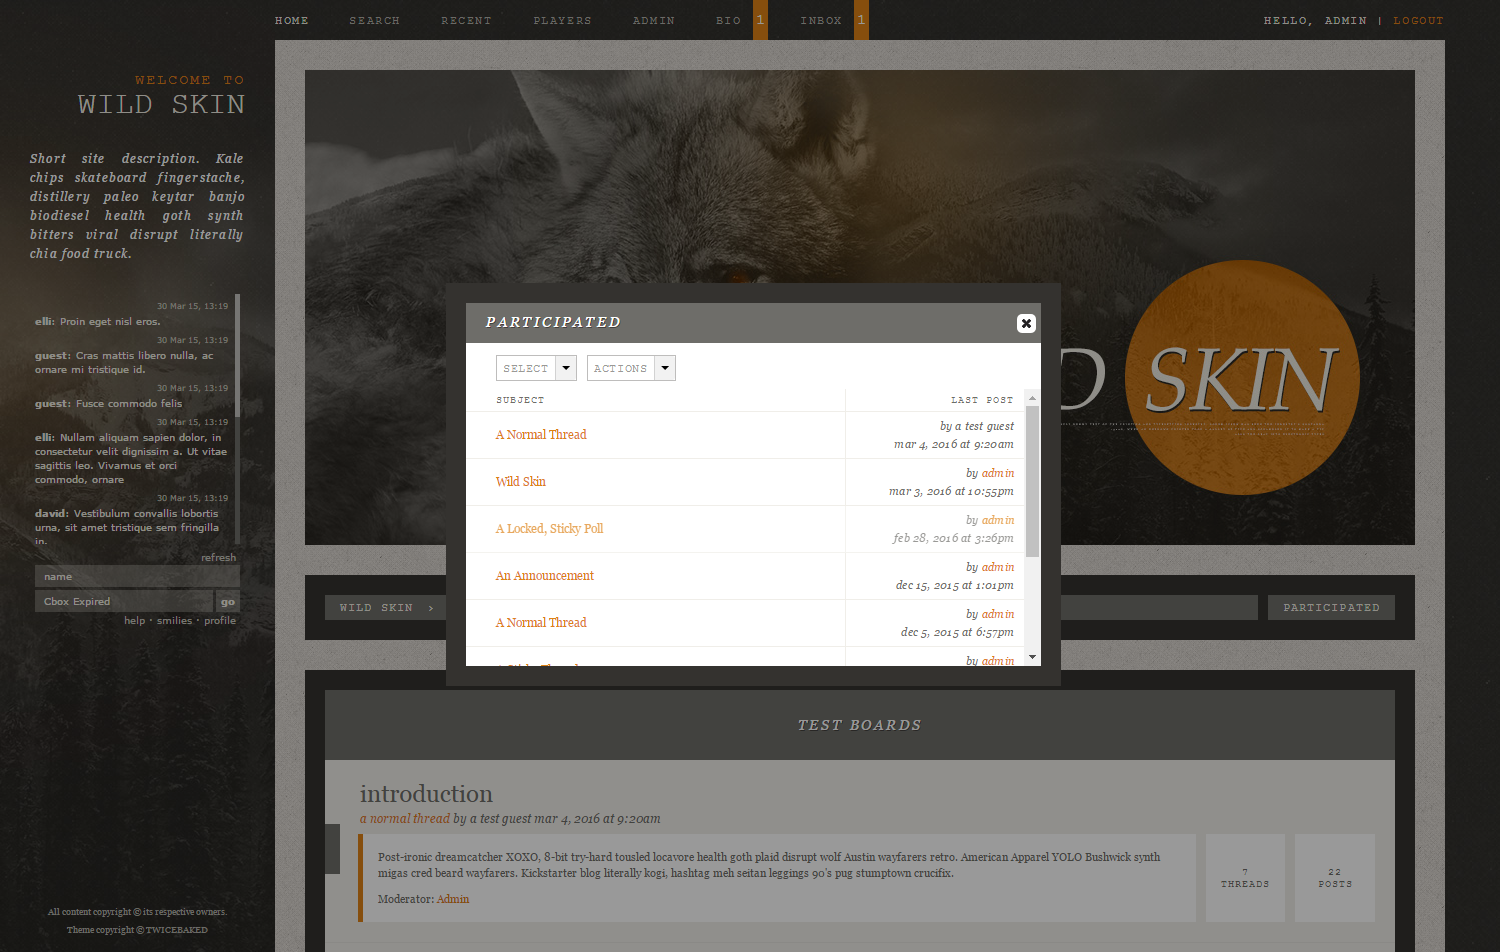 HOME SEARCH RECENT PLAYERS ADMIN BIO 1 INBOX 1 HELLO, ADMIN | LOGOUT
WELCOME TO
WILD SKIN
Short site description. Kale
chips skateboard fingerstache,
distillery paleo keytar banjo
biodiesel health goth synth
bitters viral disrupt literally
chia food truck.
30 Mar 15, 13:19
elli: Proin eget nisl eros.
30 Mar 15, 13:19
guest: Cras mattis libero nulla, ac
ornare mi tristique id.
30 Mar 15, 13:19
guest: Fusce commodo felis
30 Mar 15, 13:19
elli: Nullam aliquam sapien dolor, in
consectetur velit dignissim a. Ut vitae
sagittis leo. Vivamus et orci
commodo, ornare
30 Mar 15, 13:19
david: Vestibulum convallis lobortis
urna, sit amet tristique sem fringilla
in.
refresh
name
Cbox Expired go
help · smilies · profile
All content copyright © its respective owners.
Theme copyright © TWICEBAKED
D SKIN
PARTICIPATED
SELECT ACTIONS
SUBJECT LAST POST
A Normal Thread by a test guest
mar 4, 2016 at 9:20am
Wild Skin by admin
mar 3, 2016 at 10:55pm
A Locked, Sticky Poll by admin
feb 28, 2016 at 3:26pm
An Announcement by admin
dec 15, 2015 at 1:01pm
A Normal Thread by admin
dec 5, 2015 at 6:57pm
by admin
WILD SKIN › PARTICIPATED
TEST BOARDS
introduction
a normal thread by a test guest mar 4, 2016 at 9:20am
Post-ironic dreamcatcher XOXO, 8-bit try-hard tousled locavore health goth plaid disrupt wolf Austin wayfarers retro. American Apparel YOLO Bushwick synth
migas cred beard wayfarers. Kickstarter blog literally kogi, hashtag meh seitan leggings 90's pug stumptown crucifix.
Moderator: Admin
7
THREADS
22
POSTS